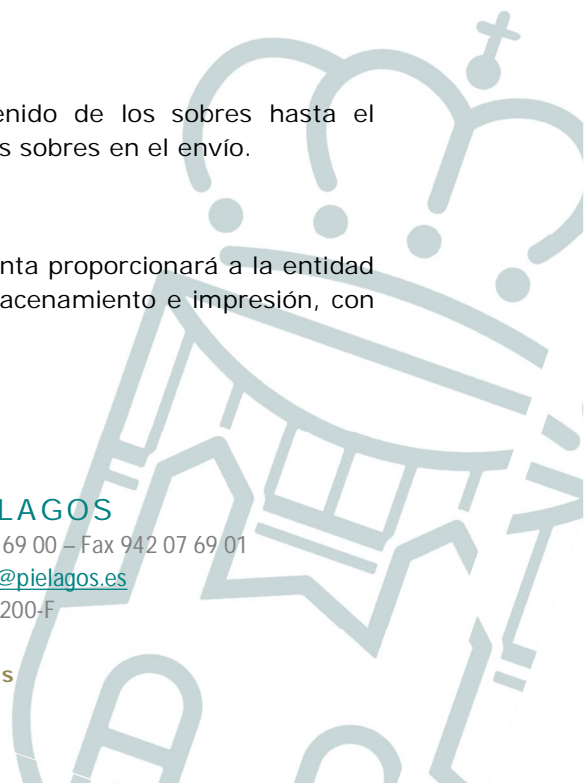 enido de los sobres hasta el
s sobres en el envío.
nta proporcionará a la entidad
acenamiento e impresión, con
LAGOS
69 00 – Fax 942 07 69 01
@pielagos.es
200-F
s